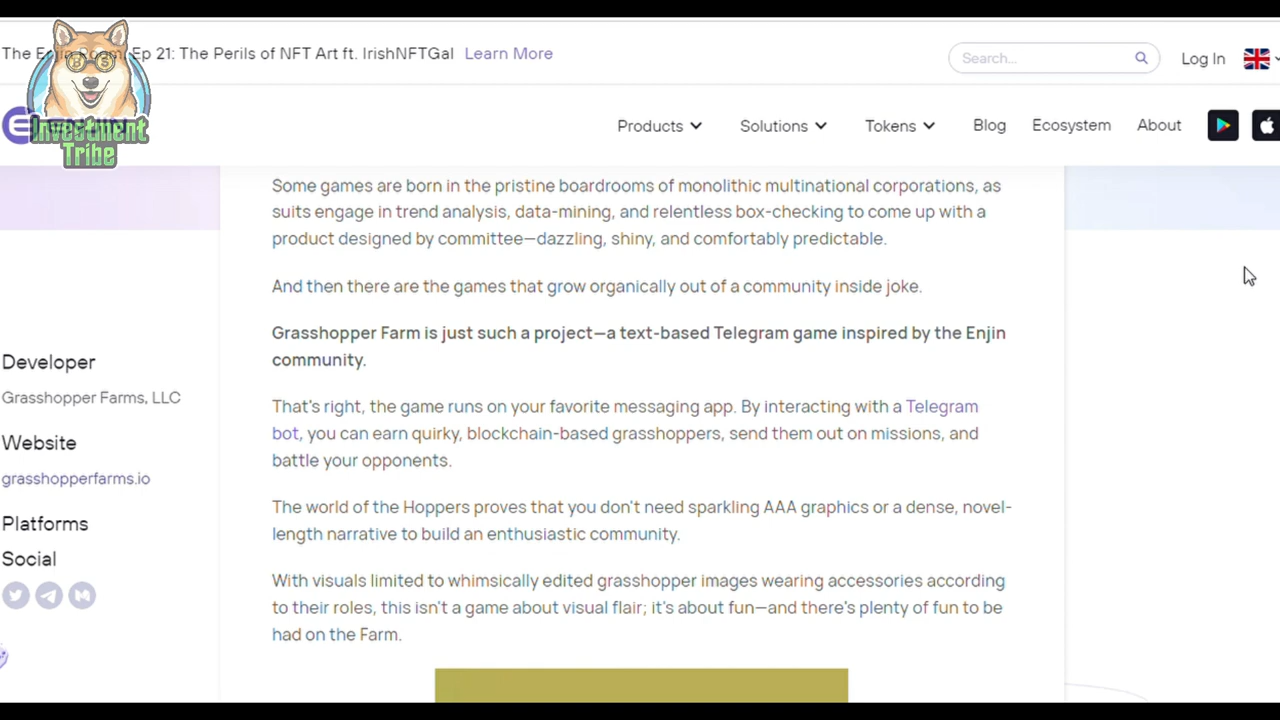 The Enjin Room Ep 21: The Perils of NFT Art ft. IrishNFTGal Learn More
Search...
Log In
Investment
Tribe
Products
Solutions
Tokens
Blog
Ecosystem
About
Some games are born in the pristine boardrooms of monolithic multinational corporations, as
suits engage in trend analysis, data-mining, and relentless box-checking to come up with a
product designed by committee—dazzling, shiny, and comfortably predictable.
And then there are the games that grow organically out of a community inside joke.
Grasshopper Farm is just such a project—a text-based Telegram game inspired by the Enjin
community.
That's right, the game runs on your favorite messaging app. By interacting with a Telegram
bot, you can earn quirky, blockchain-based grasshoppers, send them out on missions, and
battle your opponents.
The world of the Hoppers proves that you don't need sparkling AAA graphics or a dense, novel-
length narrative to build an enthusiastic community.
With visuals limited to whimsically edited grasshopper images wearing accessories according
to their roles, this isn't a game about visual flair; it's about fun—and there's plenty of fun to be
had on the Farm.
Developer
Grasshopper Farms, LLC
Website
grasshopperfarms.io
Platforms
Social